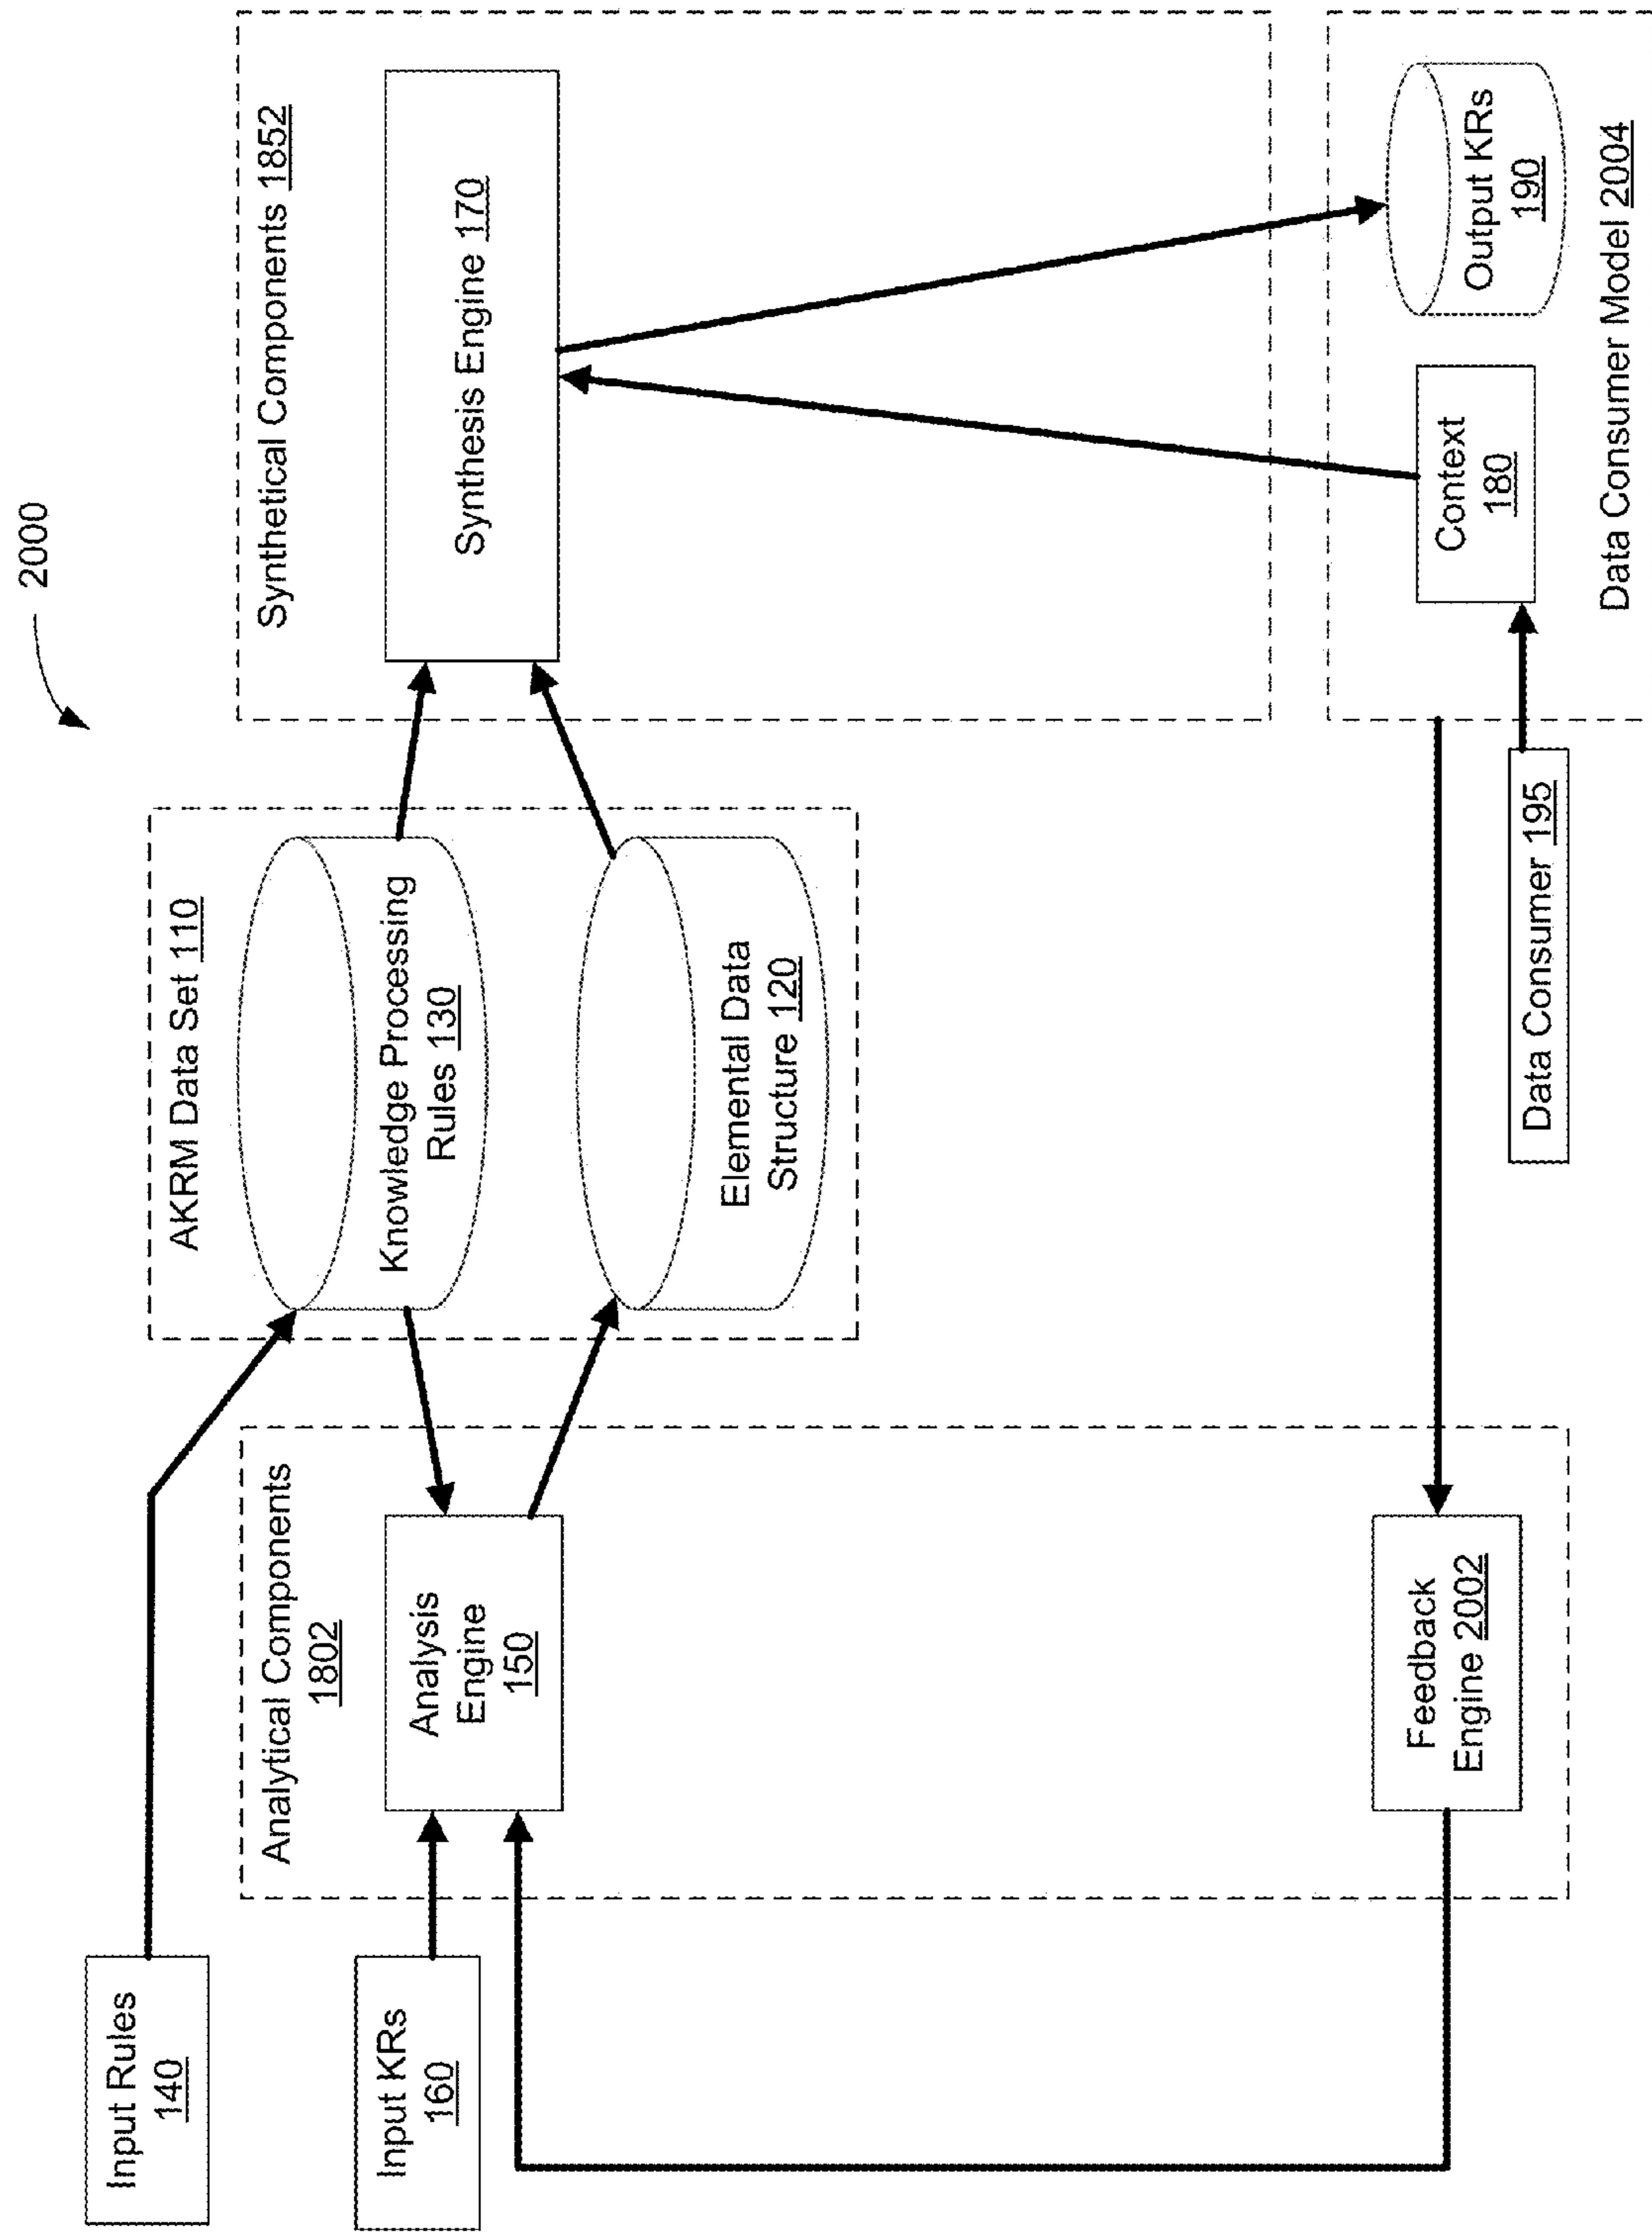 2000
Input Rules
140
Input KRs
160
Analytical Components
1802
Analysis
Engine
150
Feedback
Engine 2002
AKRM Data Set 110
Knowledge Processing
Rules 130
Elemental Data
Structure 120
Data Consumer 195
Synthetical Components 1852
Synthesis Engine 170
Context
180
Output KRs
190
Data Consumer Model 2004